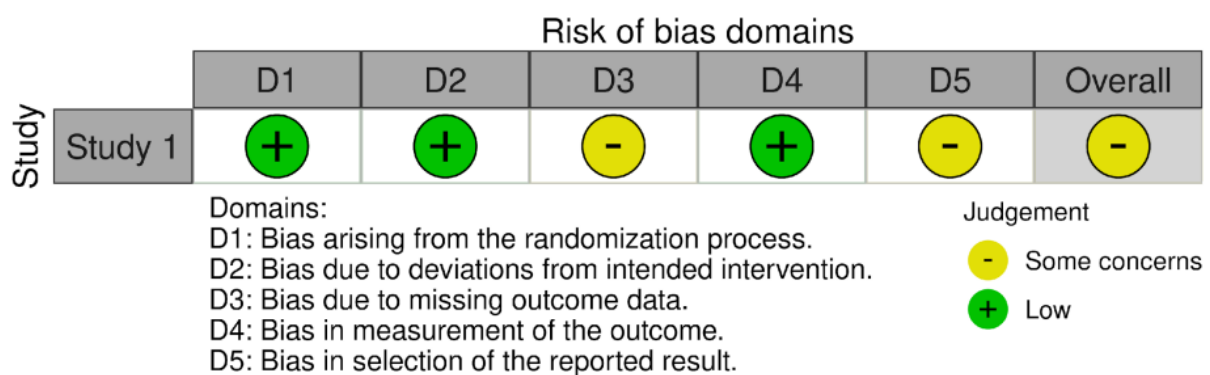 Risk of bias domains
D1 D2 D3 D4 D5 Overall
Study
Study 1 + + - + - -
Domains:
D1: Bias arising from the randomization process.
D2: Bias due to deviations from intended intervention.
D3: Bias due to missing outcome data.
D4: Bias in measurement of the outcome.
D5: Bias in selection of the reported result.
Judgement
- Some concerns
+ Low